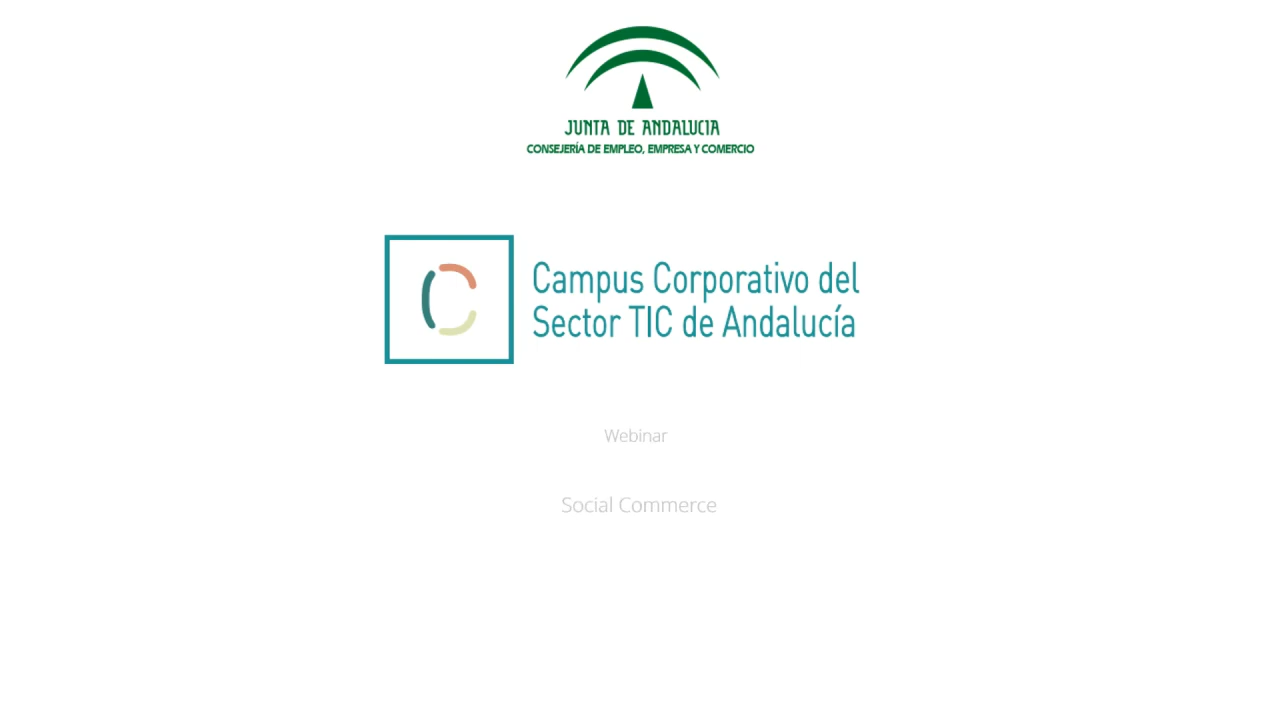 JUNTA DE ANDALUCIA
CONSEJERÍA DE EMPLEO, EMPRESA Y COMERCIO
Campus Corporativo del
Sector TIC de Andalucía
Webinar
Social Commerce